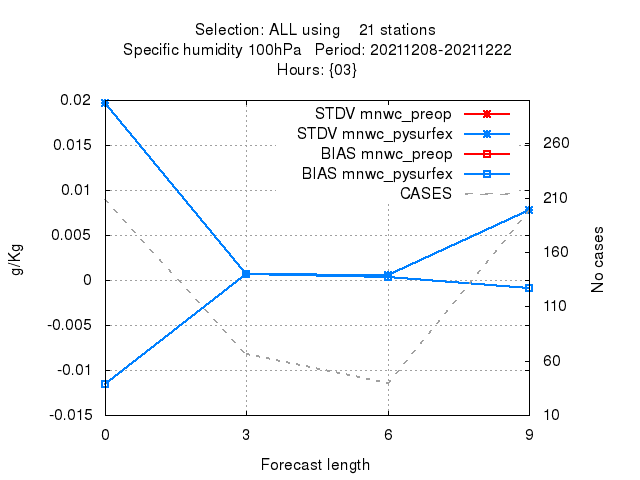 Selection: ALL using    21 stations
Specific humidity 100hPa   Period: 20211208-20211222
Hours: {03}
STDV mnwc_preop
STDV mnwc_pysurfex
BIAS mnwc_preop
BIAS mnwc_pysurfex
CASES
0.02
0.015
0.01
0.005
0
-0.005
-0.01
-0.015
g/Kg
260
210
160
110
60
10
No cases
0 3 6 9
Forecast length